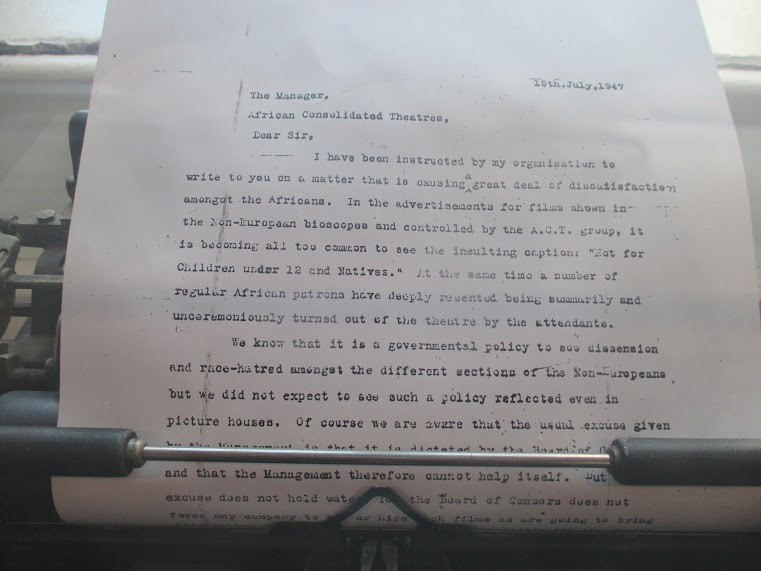 18th.July,1947
The Manager,
African Consolidated Theatres,
Dear Sir,
I have been instructed by my organisation to
write to you on a matter that is causing a great deal of dissatisfaction
amongst the Africans. In the advertisements for films shown in
the Non-European bioscopes and controlled by the A.C.T. group, it
is becoming all too common to see the insulting caption: "Not for
Children under 12 and Natives." At the same time a number of
regular African patrons have deeply resented being summarily and
unceremoniously turned out of the theatre by the attendants.
We know that it is a governmental policy to sow dissension
and race-hatred amongst the different sections of the Non-Europeans,
but we did not expect to see such a policy reflected even in
picture houses. Of course we are aware that the usual excuse given
by the Management is that it is dictated by the Board of
and that the Management therefore cannot help itself. But
excuse does not hold the Board of Censors does not
force any company to or hire films as are going to bring